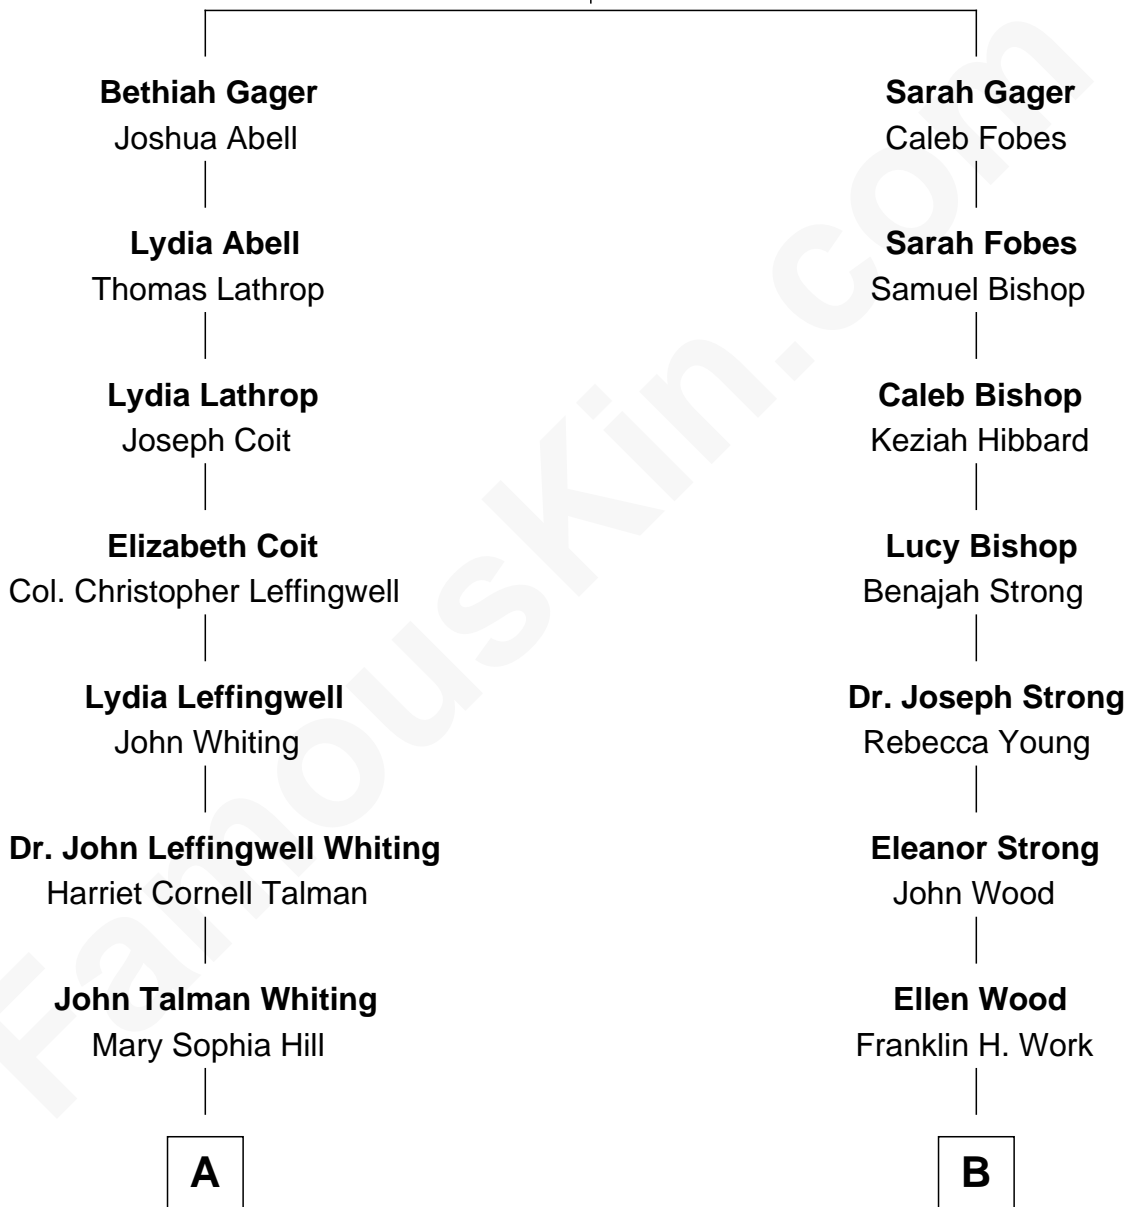 Bethiah Gager
Joshua Abell
Lydia Abell
Thomas Lathrop
Lydia Lathrop
Joseph Coit
Elizabeth Coit
Col. Christopher Leffingwell
Lydia Leffingwell
John Whiting
Dr. John Leffingwell Whiting
Harriet Cornell Talman
John Talman Whiting
Mary Sophia Hill
A
Sarah Gager
Caleb Fobes
Sarah Fobes
Samuel Bishop
Caleb Bishop
Keziah Hibbard
Lucy Bishop
Benajah Strong
Dr. Joseph Strong
Rebecca Young
Eleanor Strong
John Wood
Ellen Wood
Franklin H. Work
B
FamousKin.com